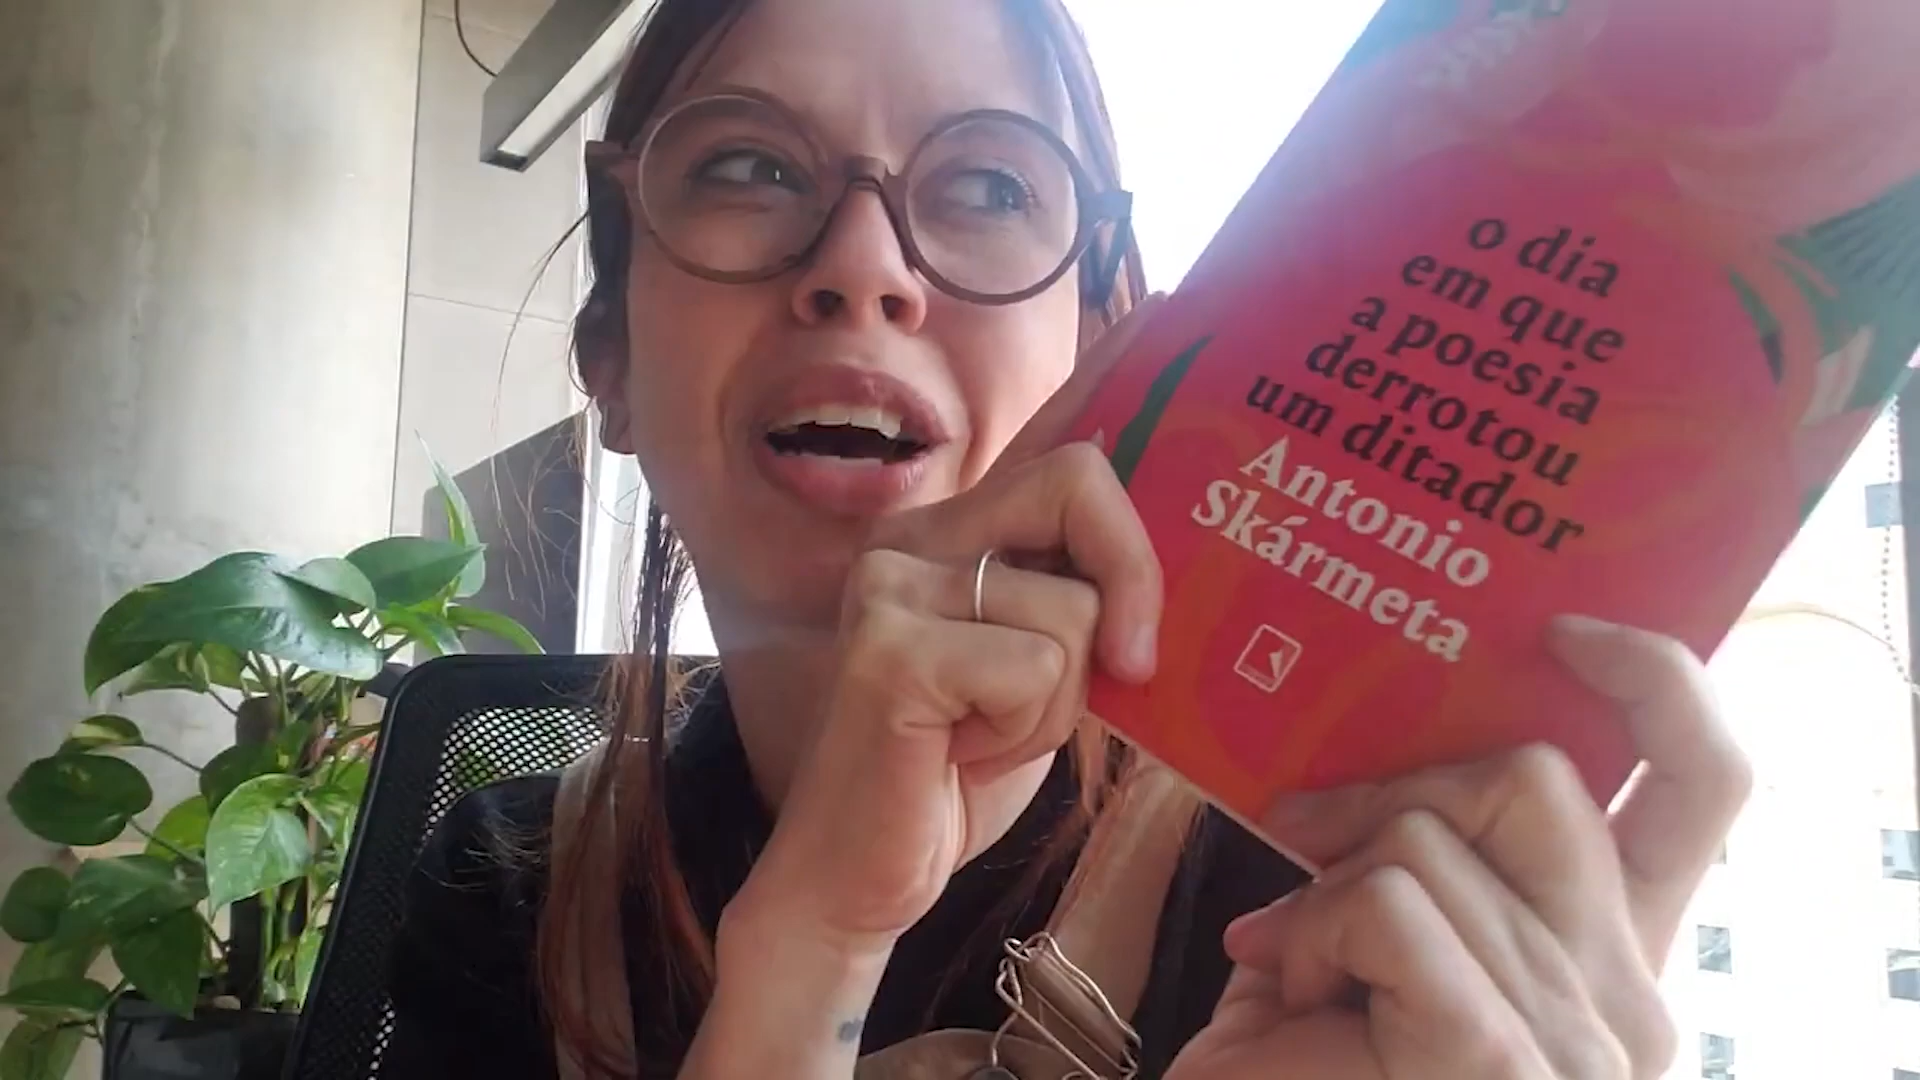 o dia
em que
a poesia
derrotou
um ditador
Antonio
Skármeta